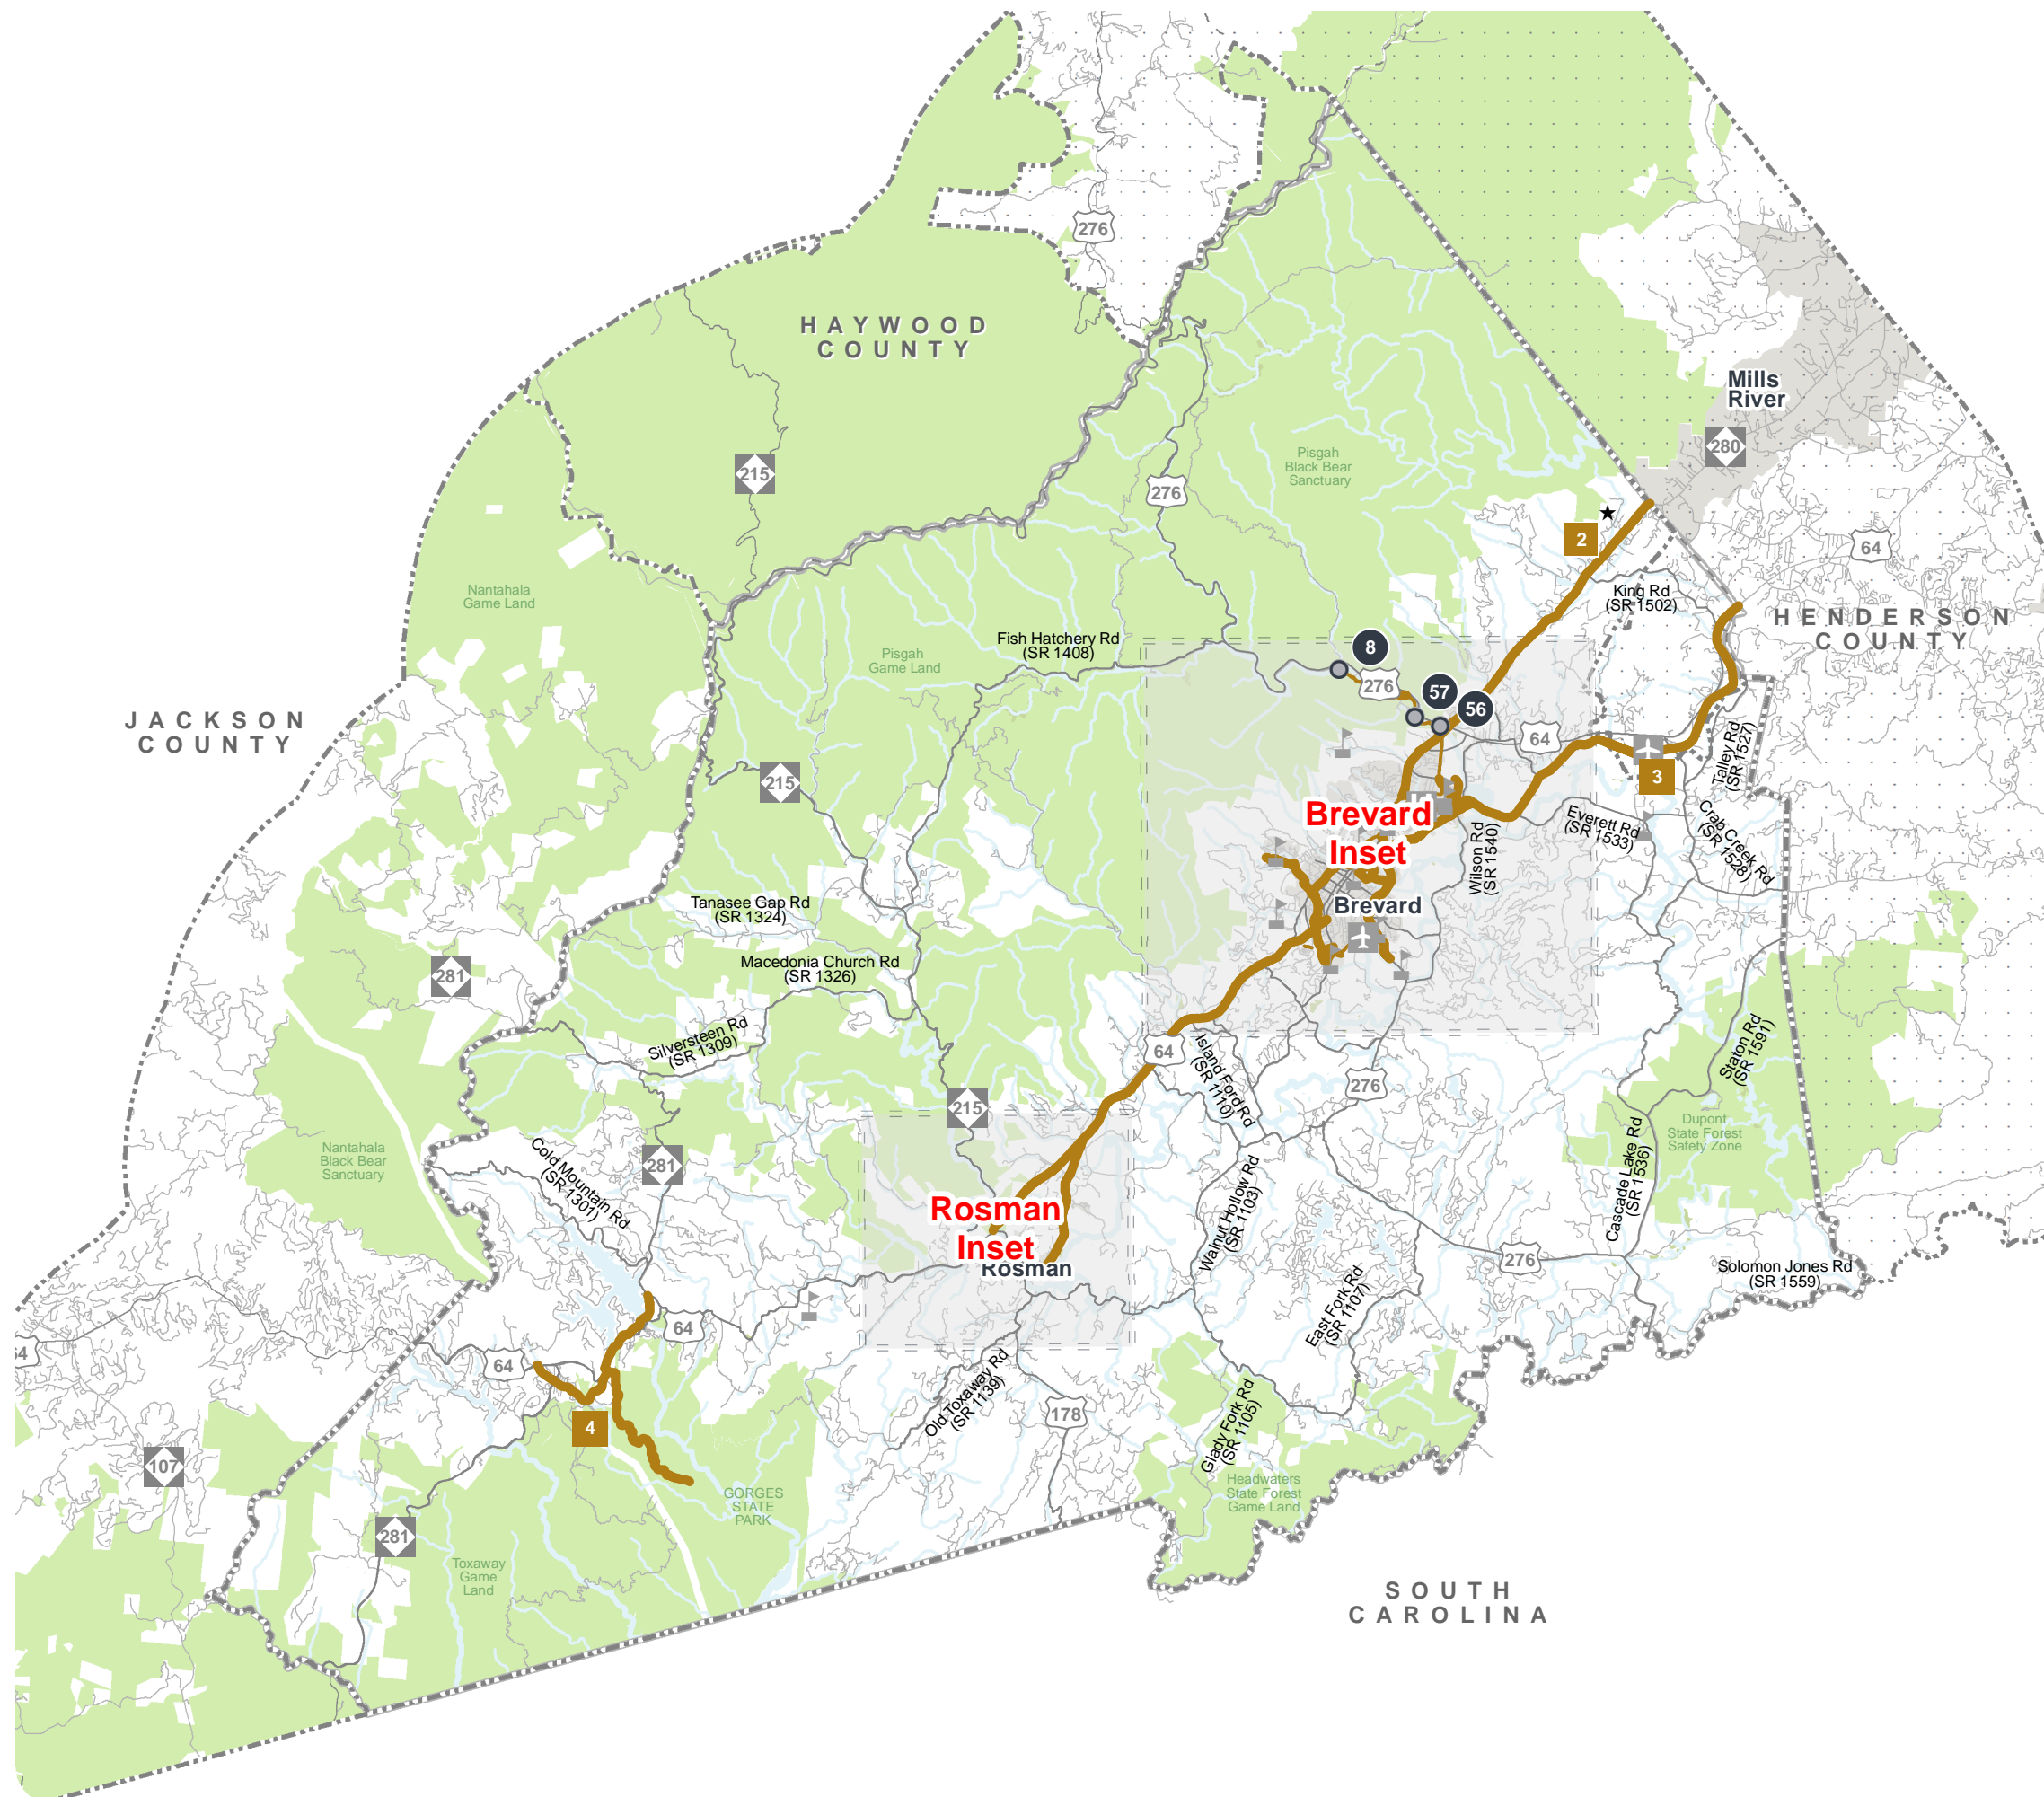 276
HAYWOOD
COUNTY
Mills
River
280
215
Pisgah
Black Bear
Sanctuary
276
2
64
Nantahala
Game Land
King Rd
(SR 1502)
HENDERSON
COUNTY
Fish Hatchery Rd
(SR 1408)
Pisgah
Game Land
8
276
57
56
JACKSON
COUNTY
64
Talley Rd
(SR 1527)
3
215
Brevard
Inset
Everett Rd
(SR 1533)
Crab Creek Rd
(SR 1528)
Wilson Rd
(SR 1540)
Tanasee Gap Rd
(SR 1324)
Brevard
Macedonia Church Rd
(SR 1326)
281
Silversteen Rd
(SR 1309)
Staton Rd
(SR 1591)
64
Island Ford Rd
(SR 1110)
276
215
Dupont
State Forest
Safety Zone
Nantahala
Black Bear
Sanctuary
281
Cold Mountain Rd
(SR 1301)
Cascade Lake Rd
(SR 1536)
Walnut Hollow Rd
(SR 1103)
Rosman
Inset
Rosman
276
Solomon Jones Rd
(SR 1559)
East Fork Rd
(SR 1107)
64
64
64
Old Toxaway Rd
(SR 1139)
178
Glady Fork Rd
(SR 1105)
4
107
Headwaters
State Forest
Game Land
GORGES
STATE
PARK
281
Toxaway
Game
Land
SOUTH
CAROLINA